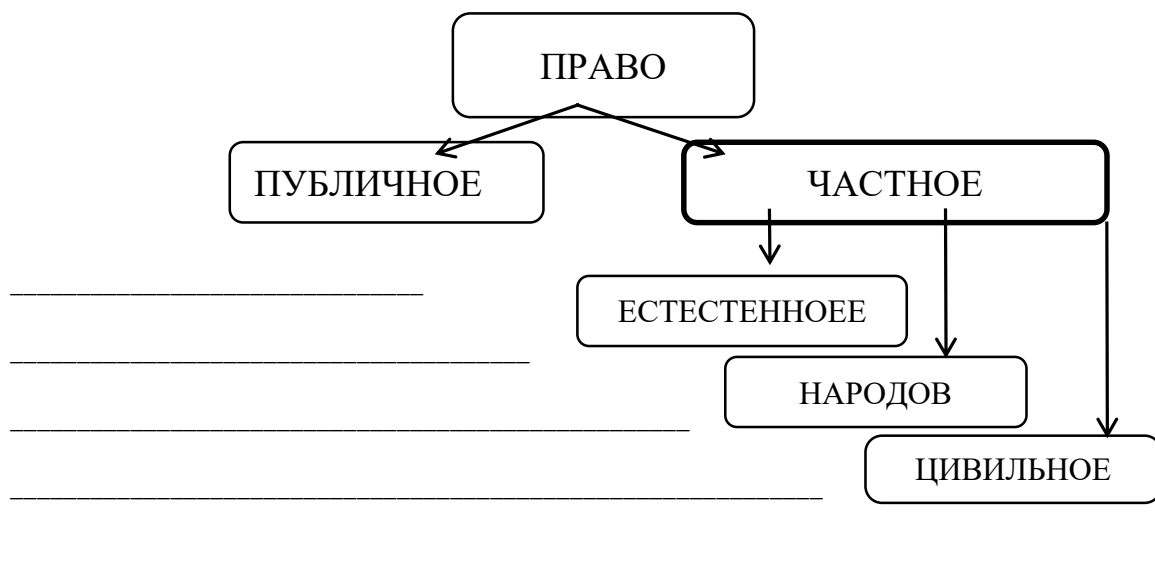 ПРАВО
ПУБЛИЧНОЕ
ЧАСТНОЕ
ЕСТЕСТЕННОЕЕ
НАРОДОВ
ЦИВИЛЬНОЕ